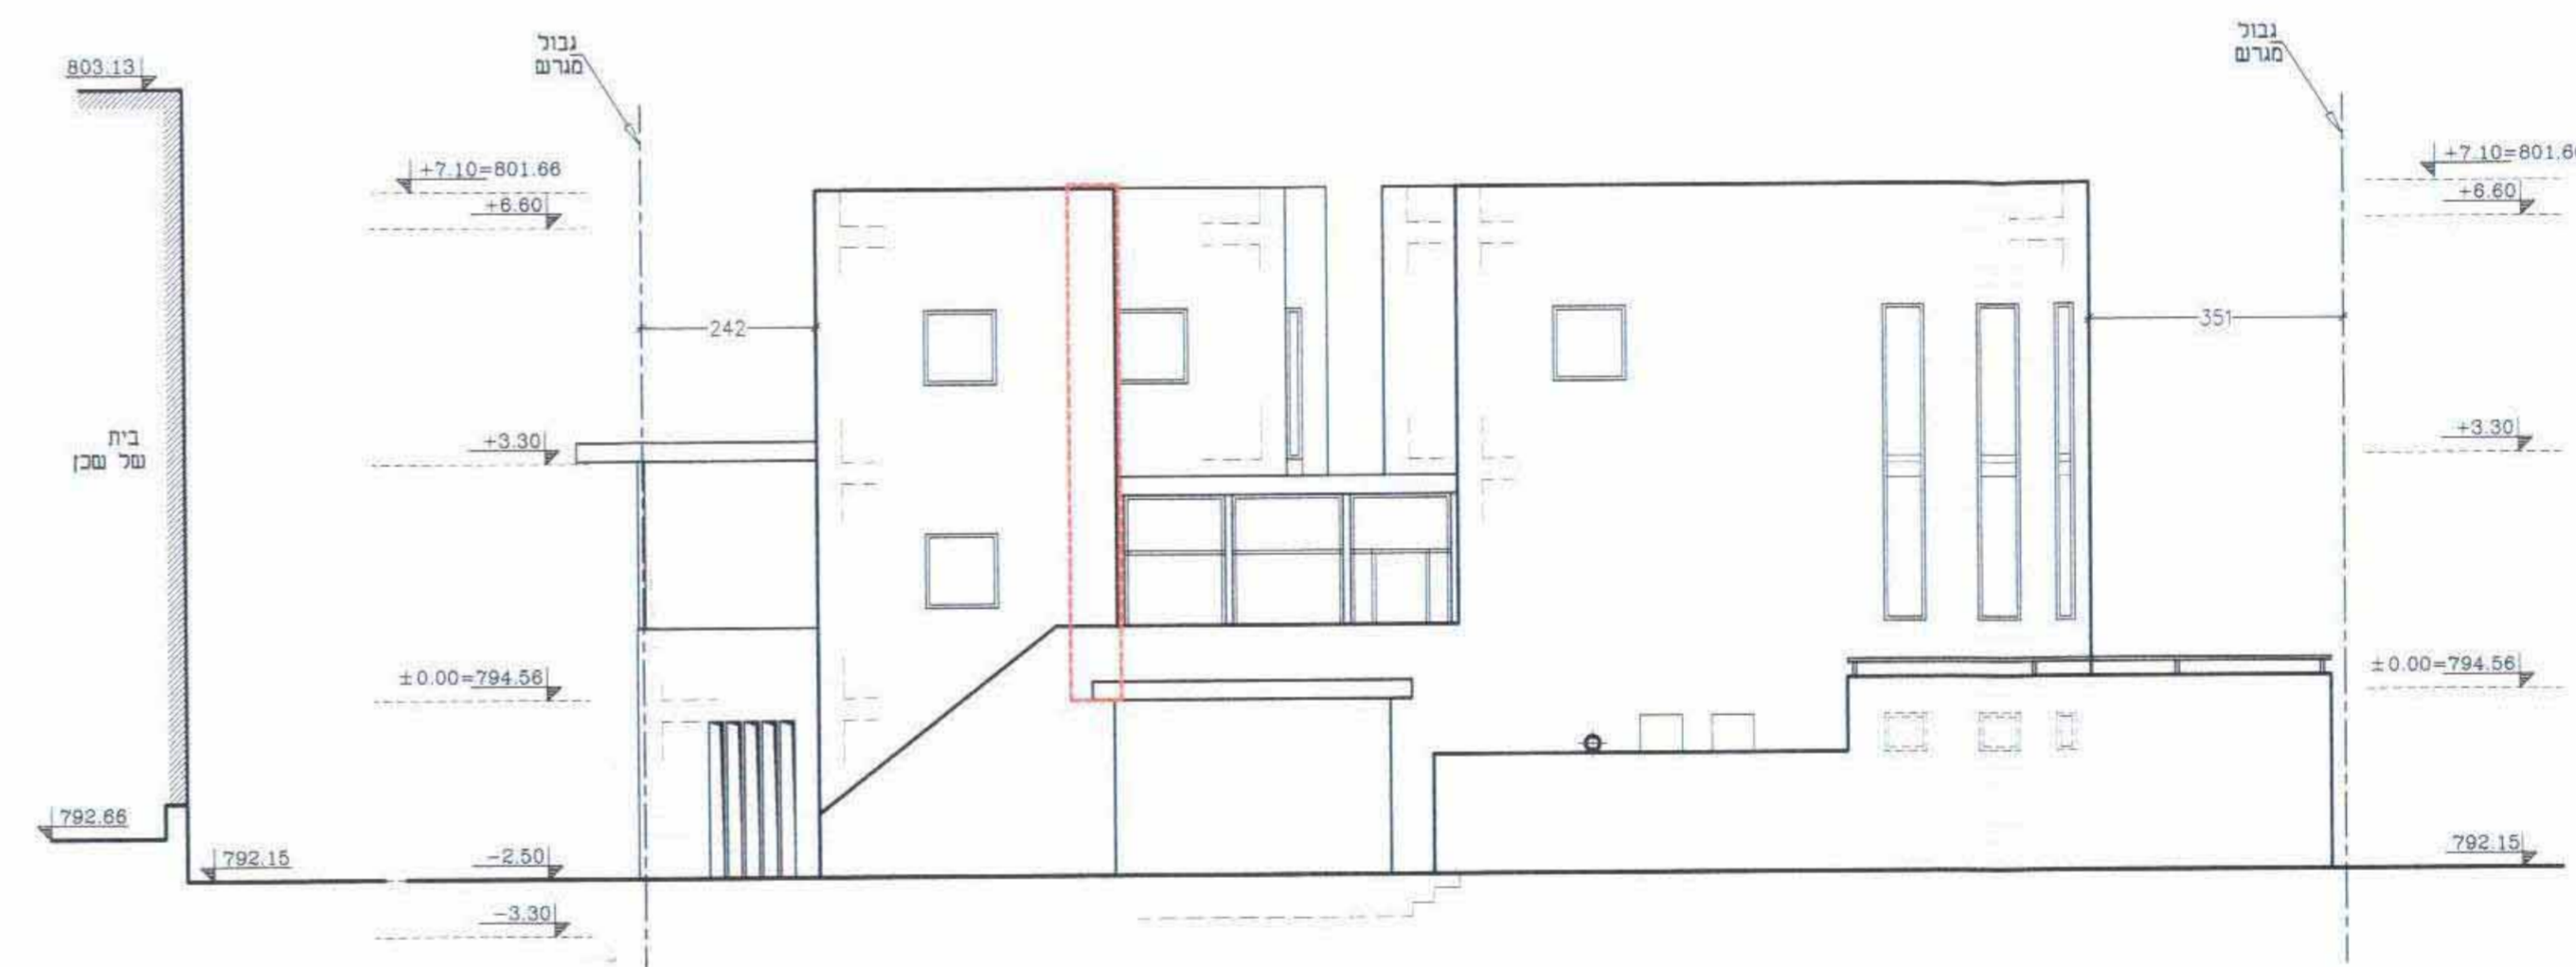 גבול
מגרש
גבול
מגרש
803.13
+7.10=801.66
+6.60
+7.10=801.6
+6.60
242
351
בית
של שכן
+3.30
+3.30
±0.00=794.56
±0.00=794.56
792.66
792.15
-2.50
792.15
-3.30